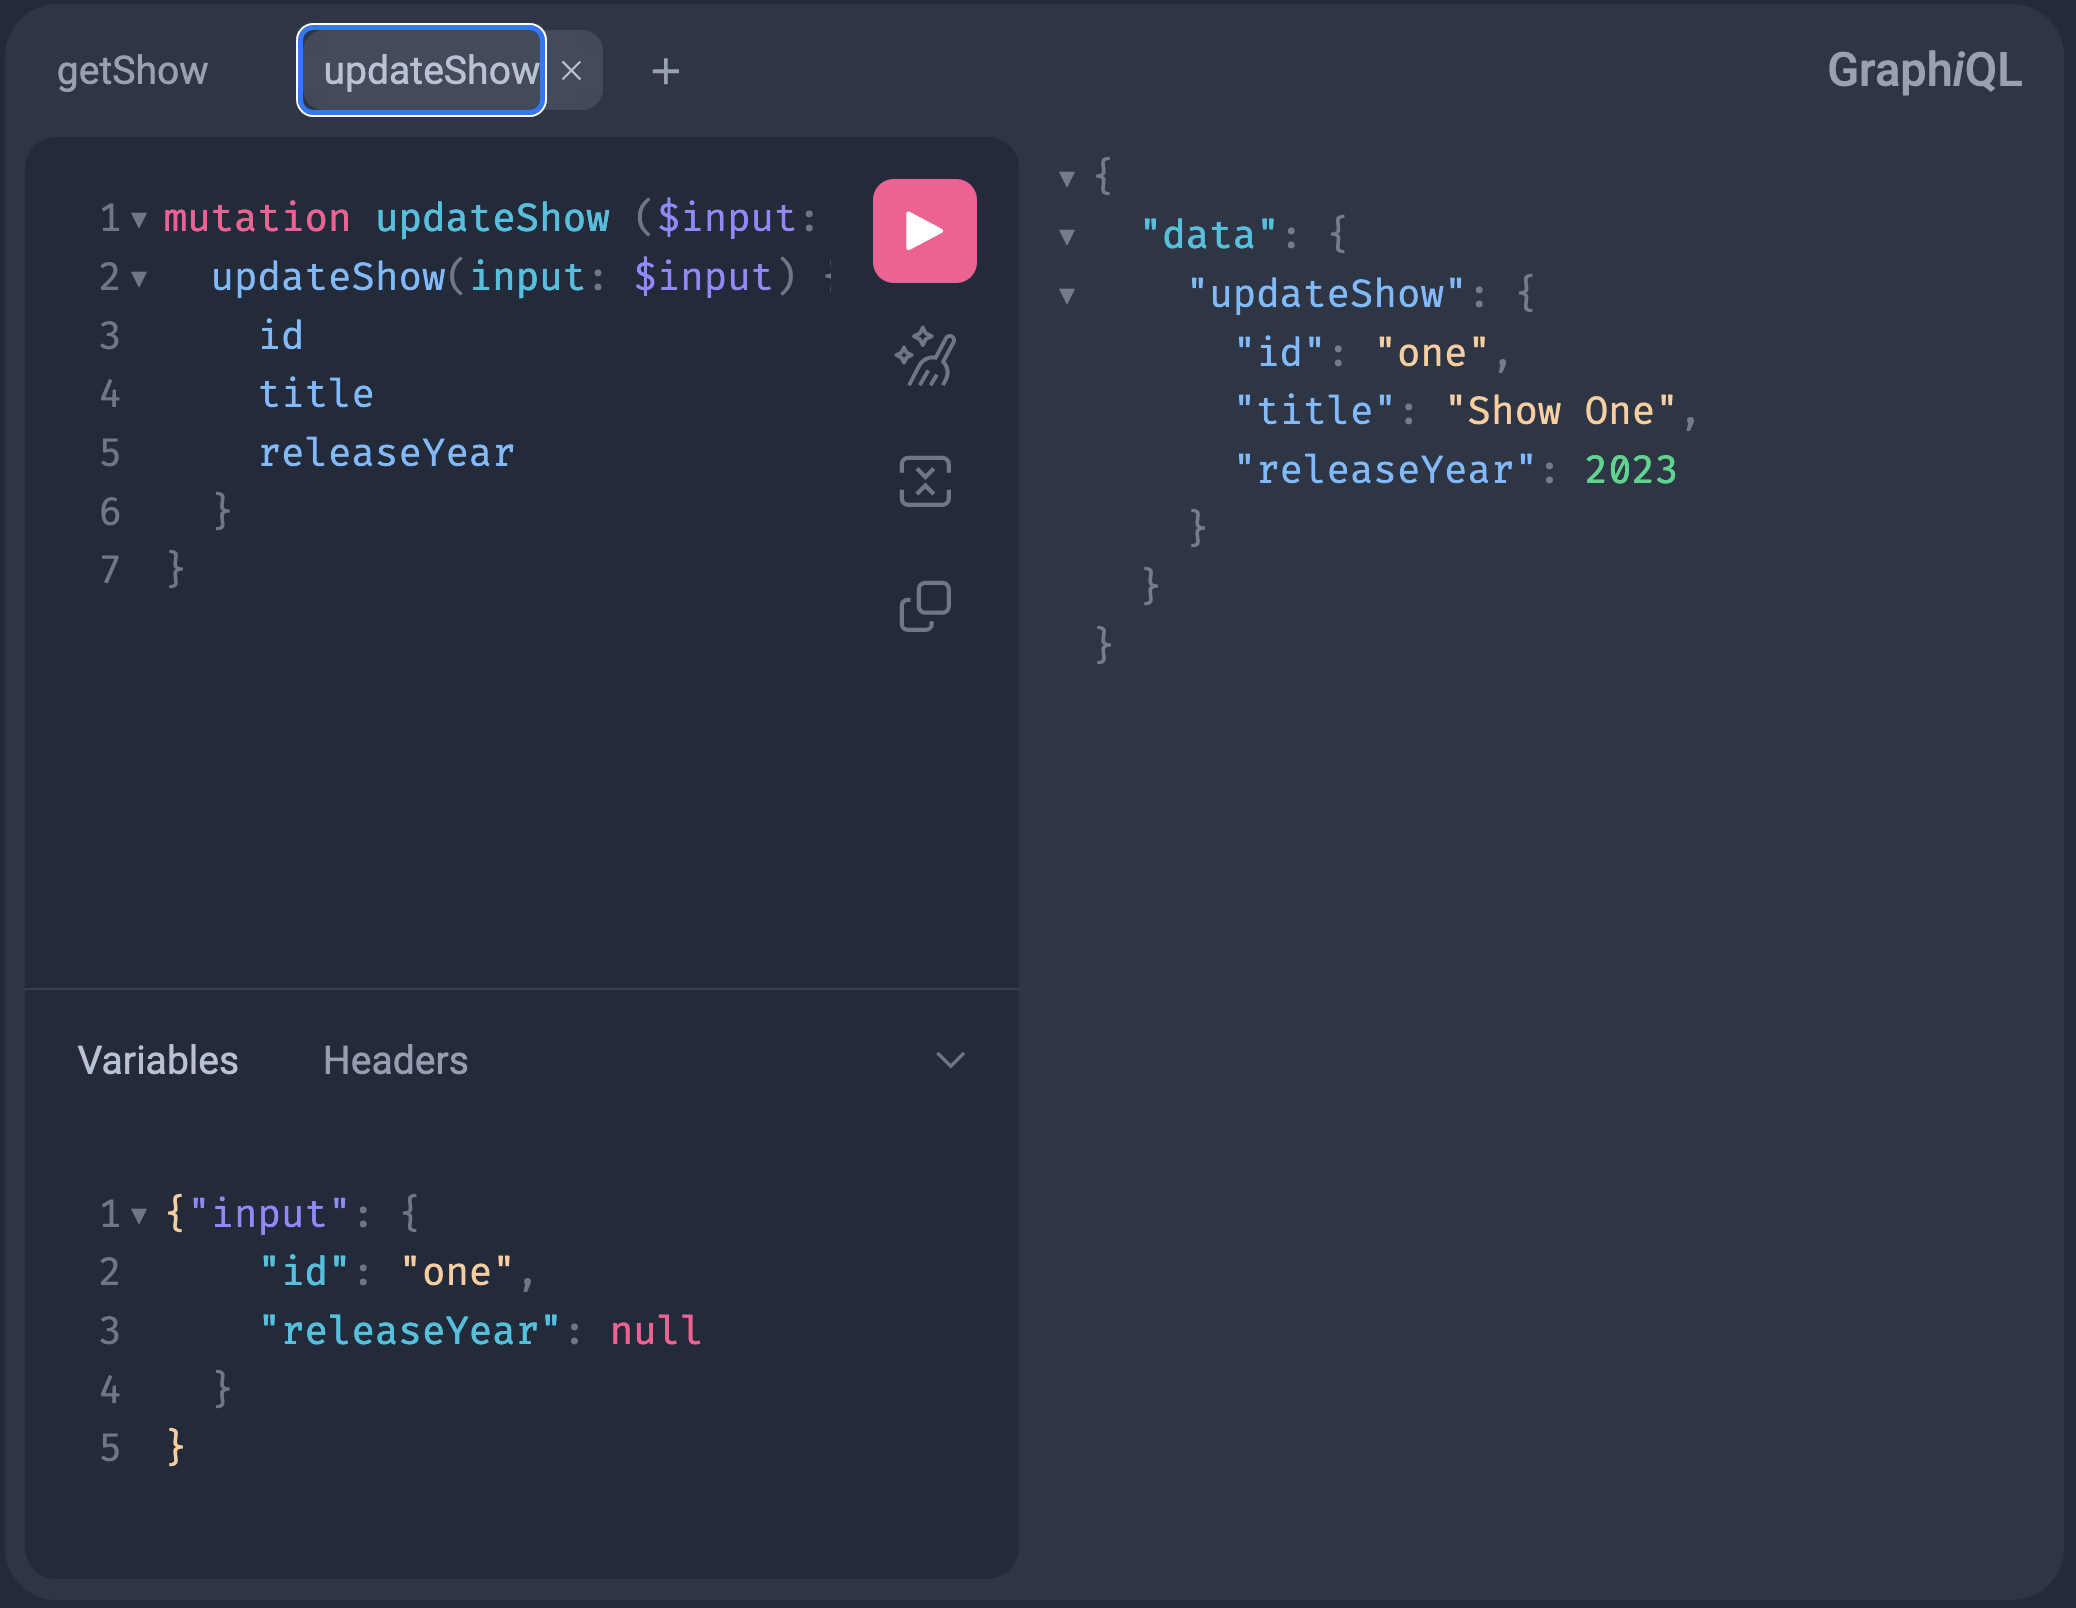 getShow
updateShow
GraphiQL
1 mutation updateShow ($input:
2 updateShow(input: $input) {
3 id
4 title
5 releaseYear
6 }
7 }
Variables
Headers
1 {"input": {
2 "id": "one",
3 "releaseYear": null
4 }
5 }
{
"data": {
"updateShow": {
"id": "one",
"title": "Show One",
"releaseYear": 2023
}
}
}